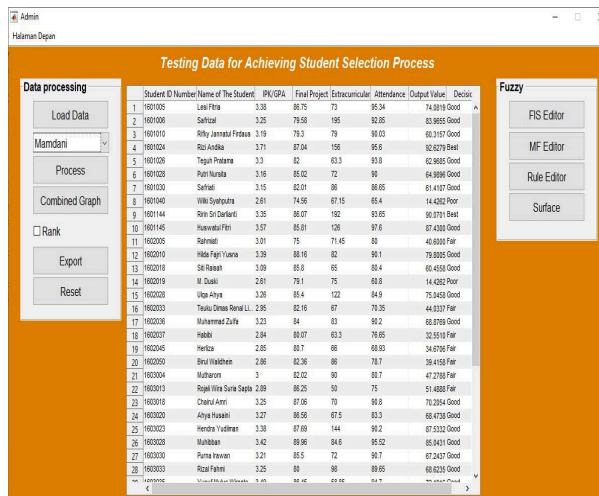 Admin
Halaman Depan
Testing Data for Achieving Student Selection Process
Data processing
Load Data
Mamdani
Process
Combined Graph
Rank
Export
Reset
Student ID Number Name of The Student IPK/GPA Final Project Extracurricular Attendance Output Value Decisic
1 1601005 Lesi Fitria 3.38 86.75 73 95.34 74.0819 Good
2 1601006 Safrizal 3.25 79.58 195 92.85 83.9655 Good
3 1601010 Rifky Jannatul Firdaus 3.19 79.3 79 90.03 60.3157 Good
4 1601024 Rizi Andika 3.71 87.04 156 95.6 92.6279 Best
5 1601026 Teguh Pratama 3.3 82 63.3 93.8 62.9685 Good
6 1601028 Putri Nursita 3.16 85.02 72 90 64.9896 Good
7 1601030 Safriati 3.15 82.01 86 86.65 61.4107 Good
8 1601040 Wilki Syahputra 2.61 74.56 67.15 65.4 14.4262 Poor
9 1601144 Ririn Sri Darlianti 3.35 86.07 192 93.65 90.0701 Best
10 1601145 Huswatul Fitri 3.57 85.81 126 97.6 87.4300 Good
11 1602005 Rahmiati 3.01 75 71.45 80 40.6000 Fair
12 1602010 Hilda Fajri Yusna 3.39 88.16 82 90.1 79.8005 Good
13 1602018 Siti Raisah 3.09 85.8 65 80.4 60.4558 Good
14 1602019 M. Duski 2.61 79.1 75 60.8 14.4262 Poor
15 1602028 Ulqa Ahya 3.26 85.4 122 84.9 75.0458 Good
16 1602033 Teuku Dimas Renal Li... 2.95 82.16 67 70.35 44.0337 Fair
17 1602036 Muhammad Zulfa 3.23 84 83 90.2 68.8769 Good
18 1602037 Habibi 2.84 80.07 63.3 76.65 32.5510 Fair
19 1602045 Herliza 2.85 80.7 66 68.93 34.6706 Fair
20 1602050 Birul Walidhein 2.86 82.36 86 78.7 39.4158 Fair
21 1603004 Mutharom 3 82.02 90 80.7 47.2788 Fair
22 1603013 Rojali Wira Suria Sapta 2.89 86.25 50 75 51.4888 Fair
23 1603018 Chairul Amri 3.25 87.06 70 90.8 70.2054 Good
24 1603020 Ahya Husaini 3.27 86.56 67.5 83.3 68.4738 Good
25 1603023 Hendra Yudiman 3.38 87.69 144 90.2 87.5332 Good
26 1603028 Muhibban 3.42 89.96 84.6 95.52 85.0431 Good
27 1603030 Purna Irawan 3.21 85.5 72 90.7 67.2437 Good
28 1603033 Rizal Fahmi 3.25 80 98 89.65 68.6235 Good
Fuzzy
FIS Editor
MF Editor
Rule Editor
Surface